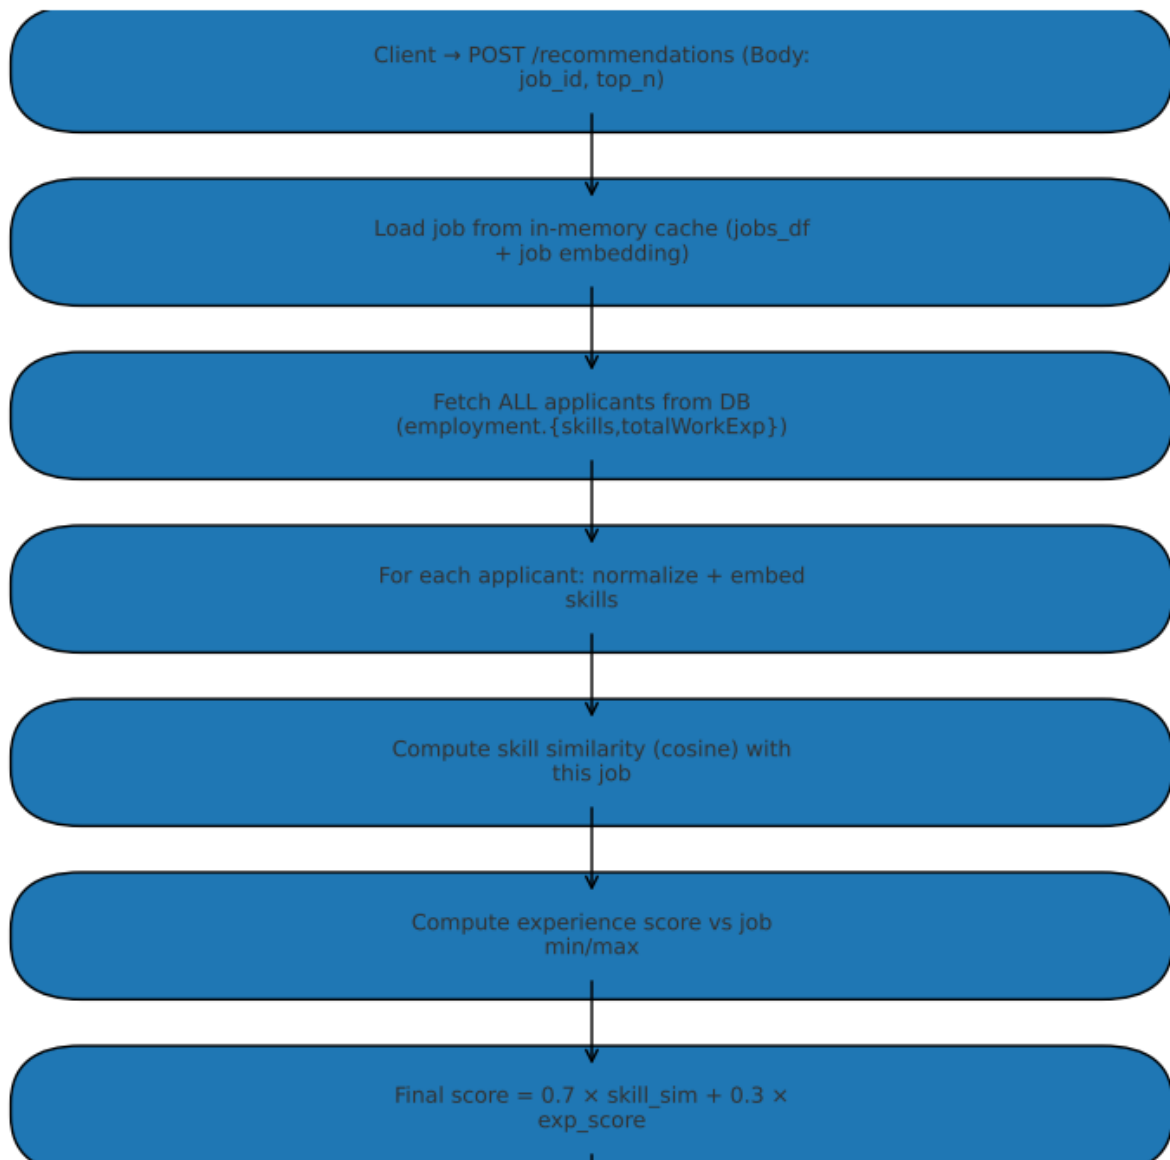 Client → POST /recommendations (Body:
job_id, top_n)
Load job from in-memory cache (jobs_df
+ job embedding)
Fetch ALL applicants from DB
(employment.{skills,totalWorkExp})
For each applicant: normalize + embed
skills
Compute skill similarity (cosine) with
this job
Compute experience score vs job
min/max
Final score = 0.7 × skill_sim + 0.3 ×
exp_score